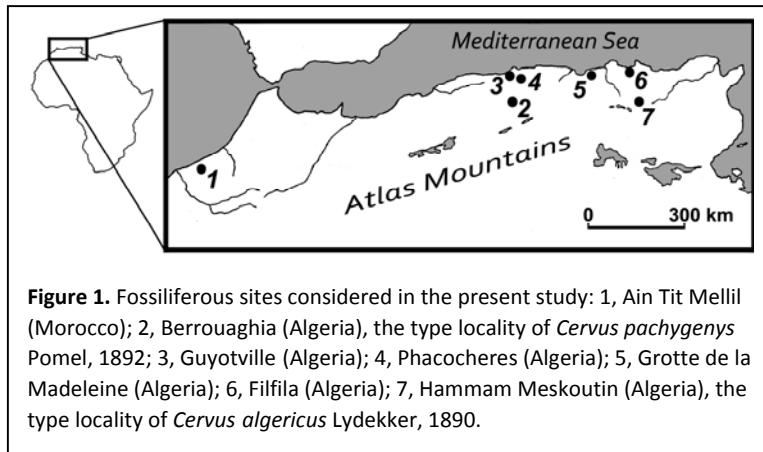 Mediterranean Sea
3
4
5
6
2
7
1
Atlas Mountains
0 300 km
Figure 1. Fossiliferous sites considered in the present study: 1, Ain Tit Mellil
(Morocco); 2, Berrouaghia (Algeria), the type locality of Cervus pachygenys
Pomel, 1892; 3, Guyotville (Algeria); 4, Phacocheres (Algeria); 5, Grotte de la
Madeleine (Algeria); 6, Filfila (Algeria); 7, Hammam Meskoutin (Algeria), the
type locality of Cervus algericus Lydekker, 1890.